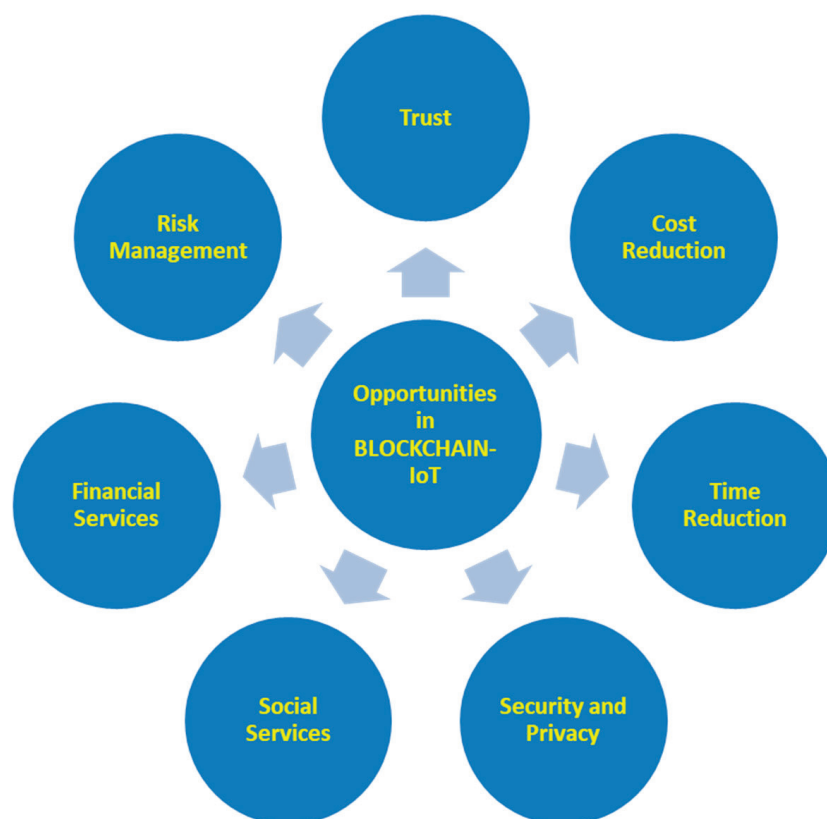 Trust
Cost
Reduction
Time
Reduction
Security and
Privacy
Social
Services
Financial
Services
Risk
Management
Opportunities
in
BLOCKCHAIN-
IoT